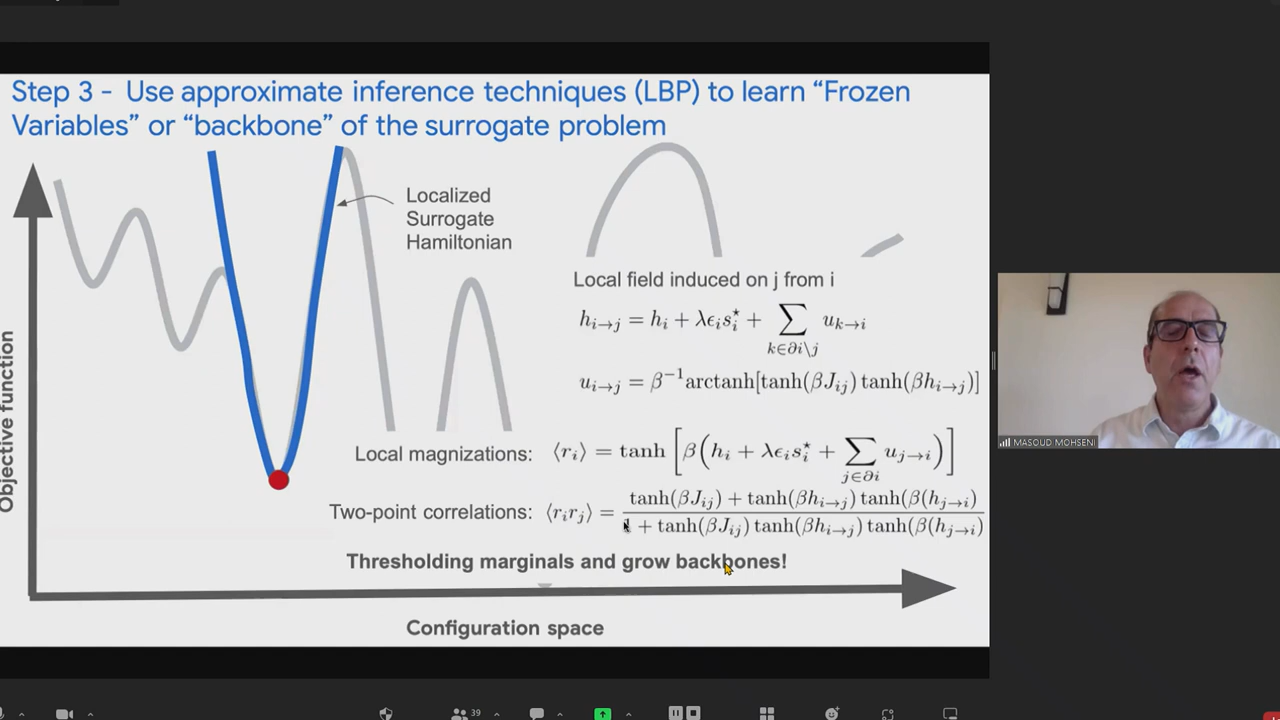 Step 3 - Use approximate inference techniques (LBP) to learn “Frozen
Variables” or “backbone” of the surrogate problem
Localized
Surrogate
Hamiltonian
Objective function
Local field induced on j from i
h_{i→j} = h_i + λϵ_i s_i^⋆ + ∑_{k∈∂i\j} u_{k→i}
u_{i→j} = β^{-1} arctanh[tanh(βJ_{ij}) tanh(βh_{i→j})]
Local magnizations: ⟨r_i⟩ = tanh [β(h_i + λϵ_i s_i^⋆ + ∑_{j∈∂i} u_{j→i})]
Two-point correlations: ⟨r_i r_j⟩ = \frac{tanh(βJ_{ij}) + tanh(βh_{i→j}) tanh(β(h_{j→i})}{1 + tanh(βJ_{ij}) tanh(βh_{i→j}) tanh(β(h_{j→i})}
Thresholding marginals and grow backbones!
Configuration space
MASOUD MOHSENI
39